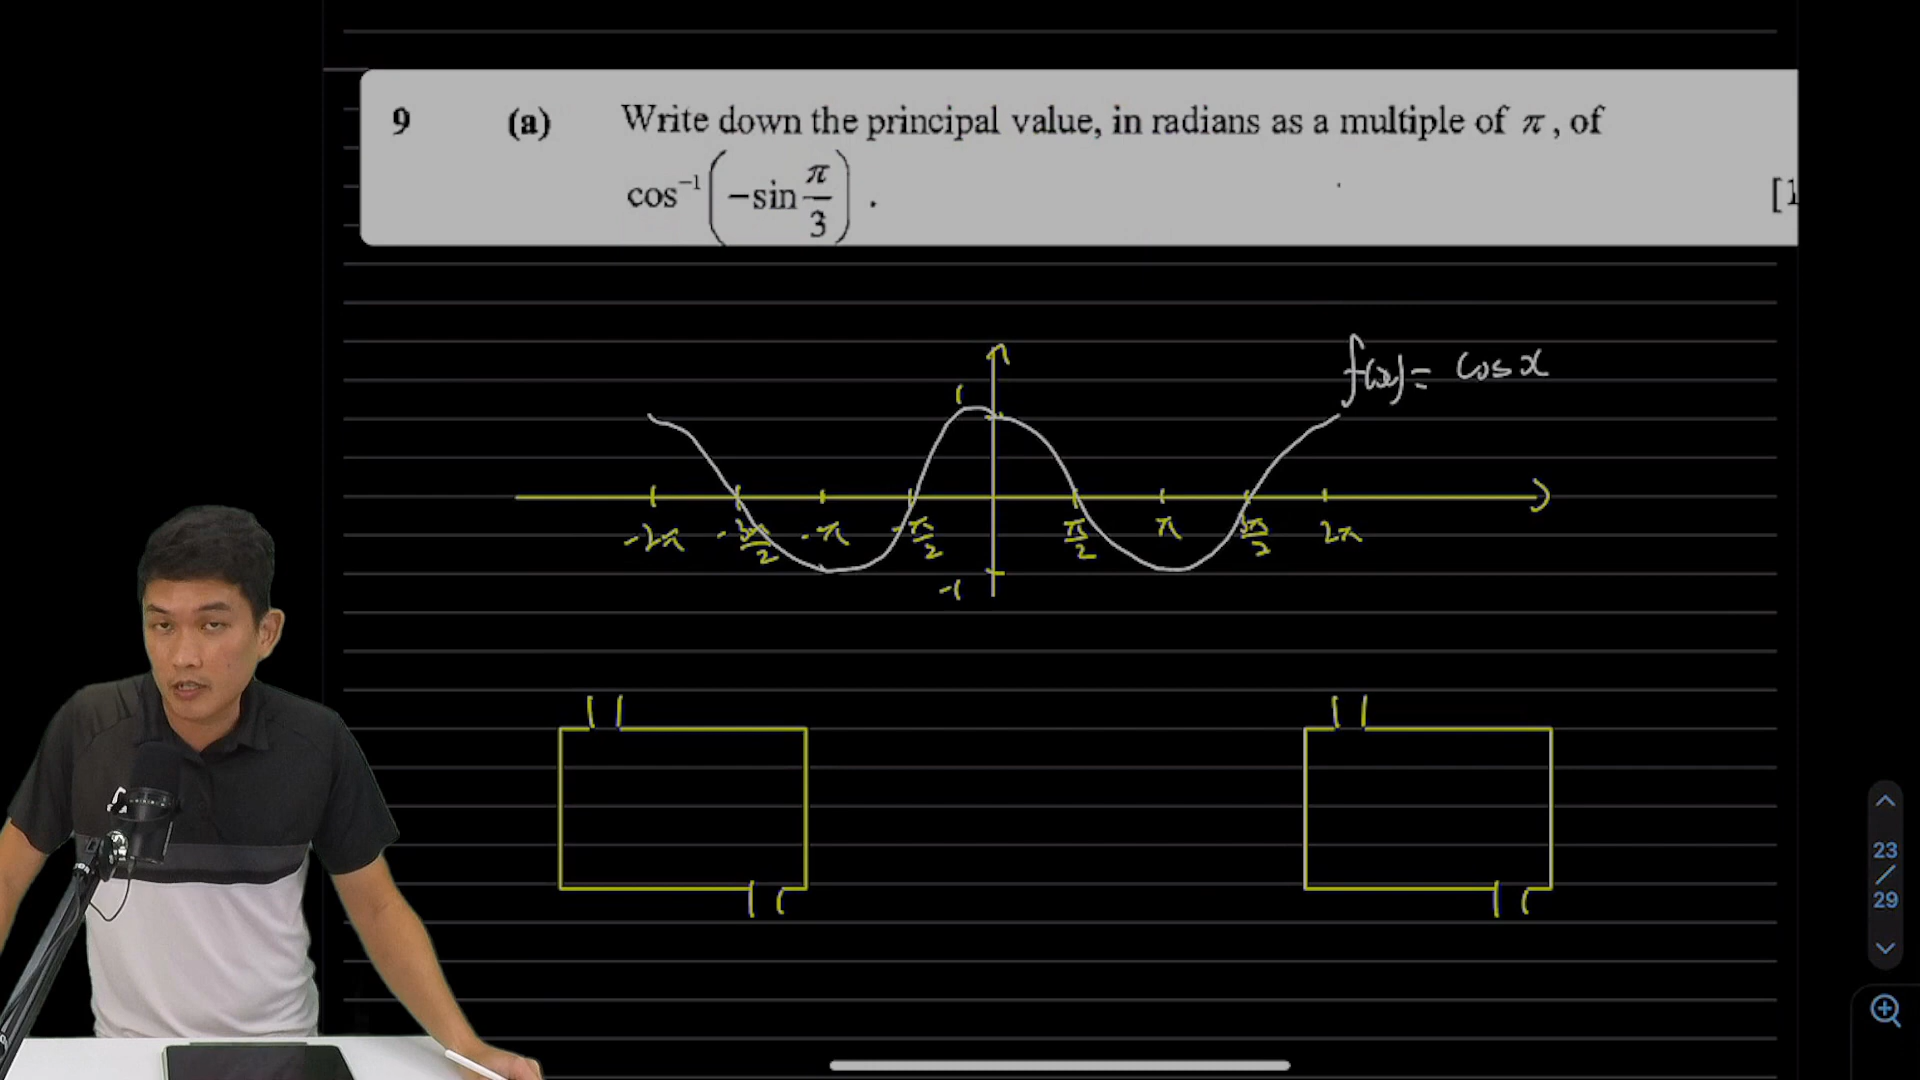 9 (a) Write down the principal value, in radians as a multiple of π, of
cos⁻¹(−sin π/3). [1
f(x) = cos x
1
-2π -3π/2 -π -π/2 π/2 π 3π/2 2π
-1
23
/
29